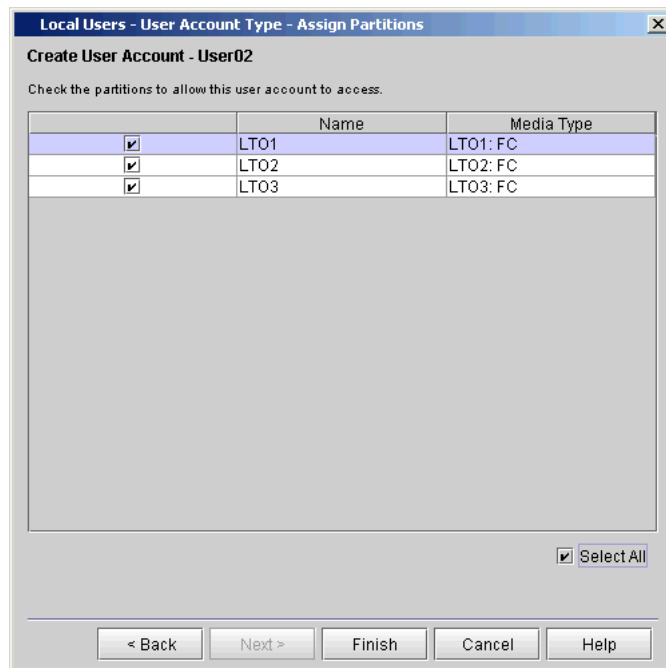 Local Users - User Account Type - Assign Partitions
Create User Account - User02
Check the partitions to allow this user account to access.
Name Media Type
LTO1 LTO1: FC
LTO2 LTO2: FC
LTO3 LTO3: FC
Select All
< Back Next > Finish Cancel Help